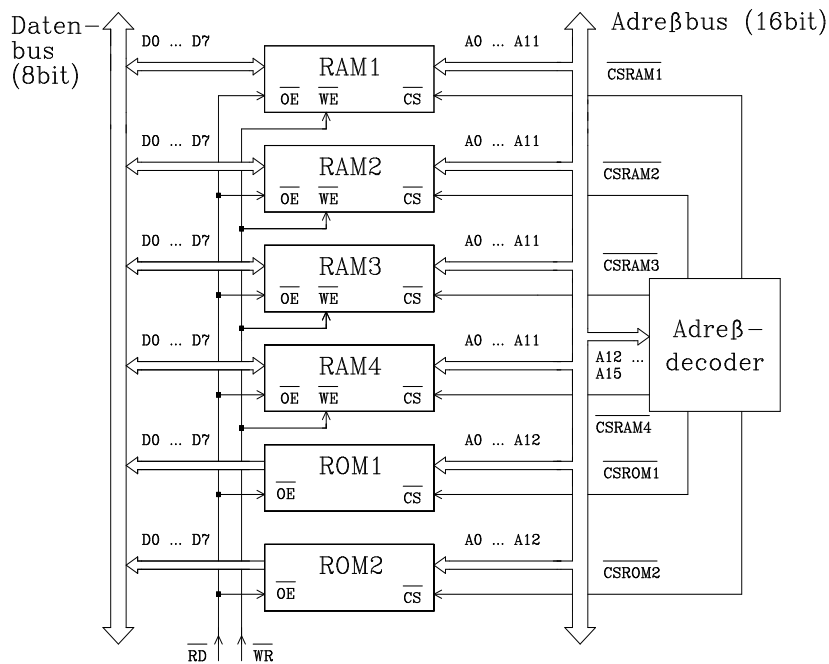 Daten-
bus
(8bit)
Adreßbus (16bit)
D0 ... D7
RAM1
A0 ... A11
CSRAM1
OE WE CS
D0 ... D7
RAM2
A0 ... A11
CSRAM2
OE WE CS
D0 ... D7
RAM3
A0 ... A11
CSRAM3
OE WE CS
Adreß-
decoder
A12 ...
A15
D0 ... D7
RAM4
A0 ... A11
OE WE CS
CSRAM4
D0 ... D7
ROM1
A0 ... A12
CSROM1
OE CS
D0 ... D7
ROM2
A0 ... A12
CSROM2
OE CS
RD WR